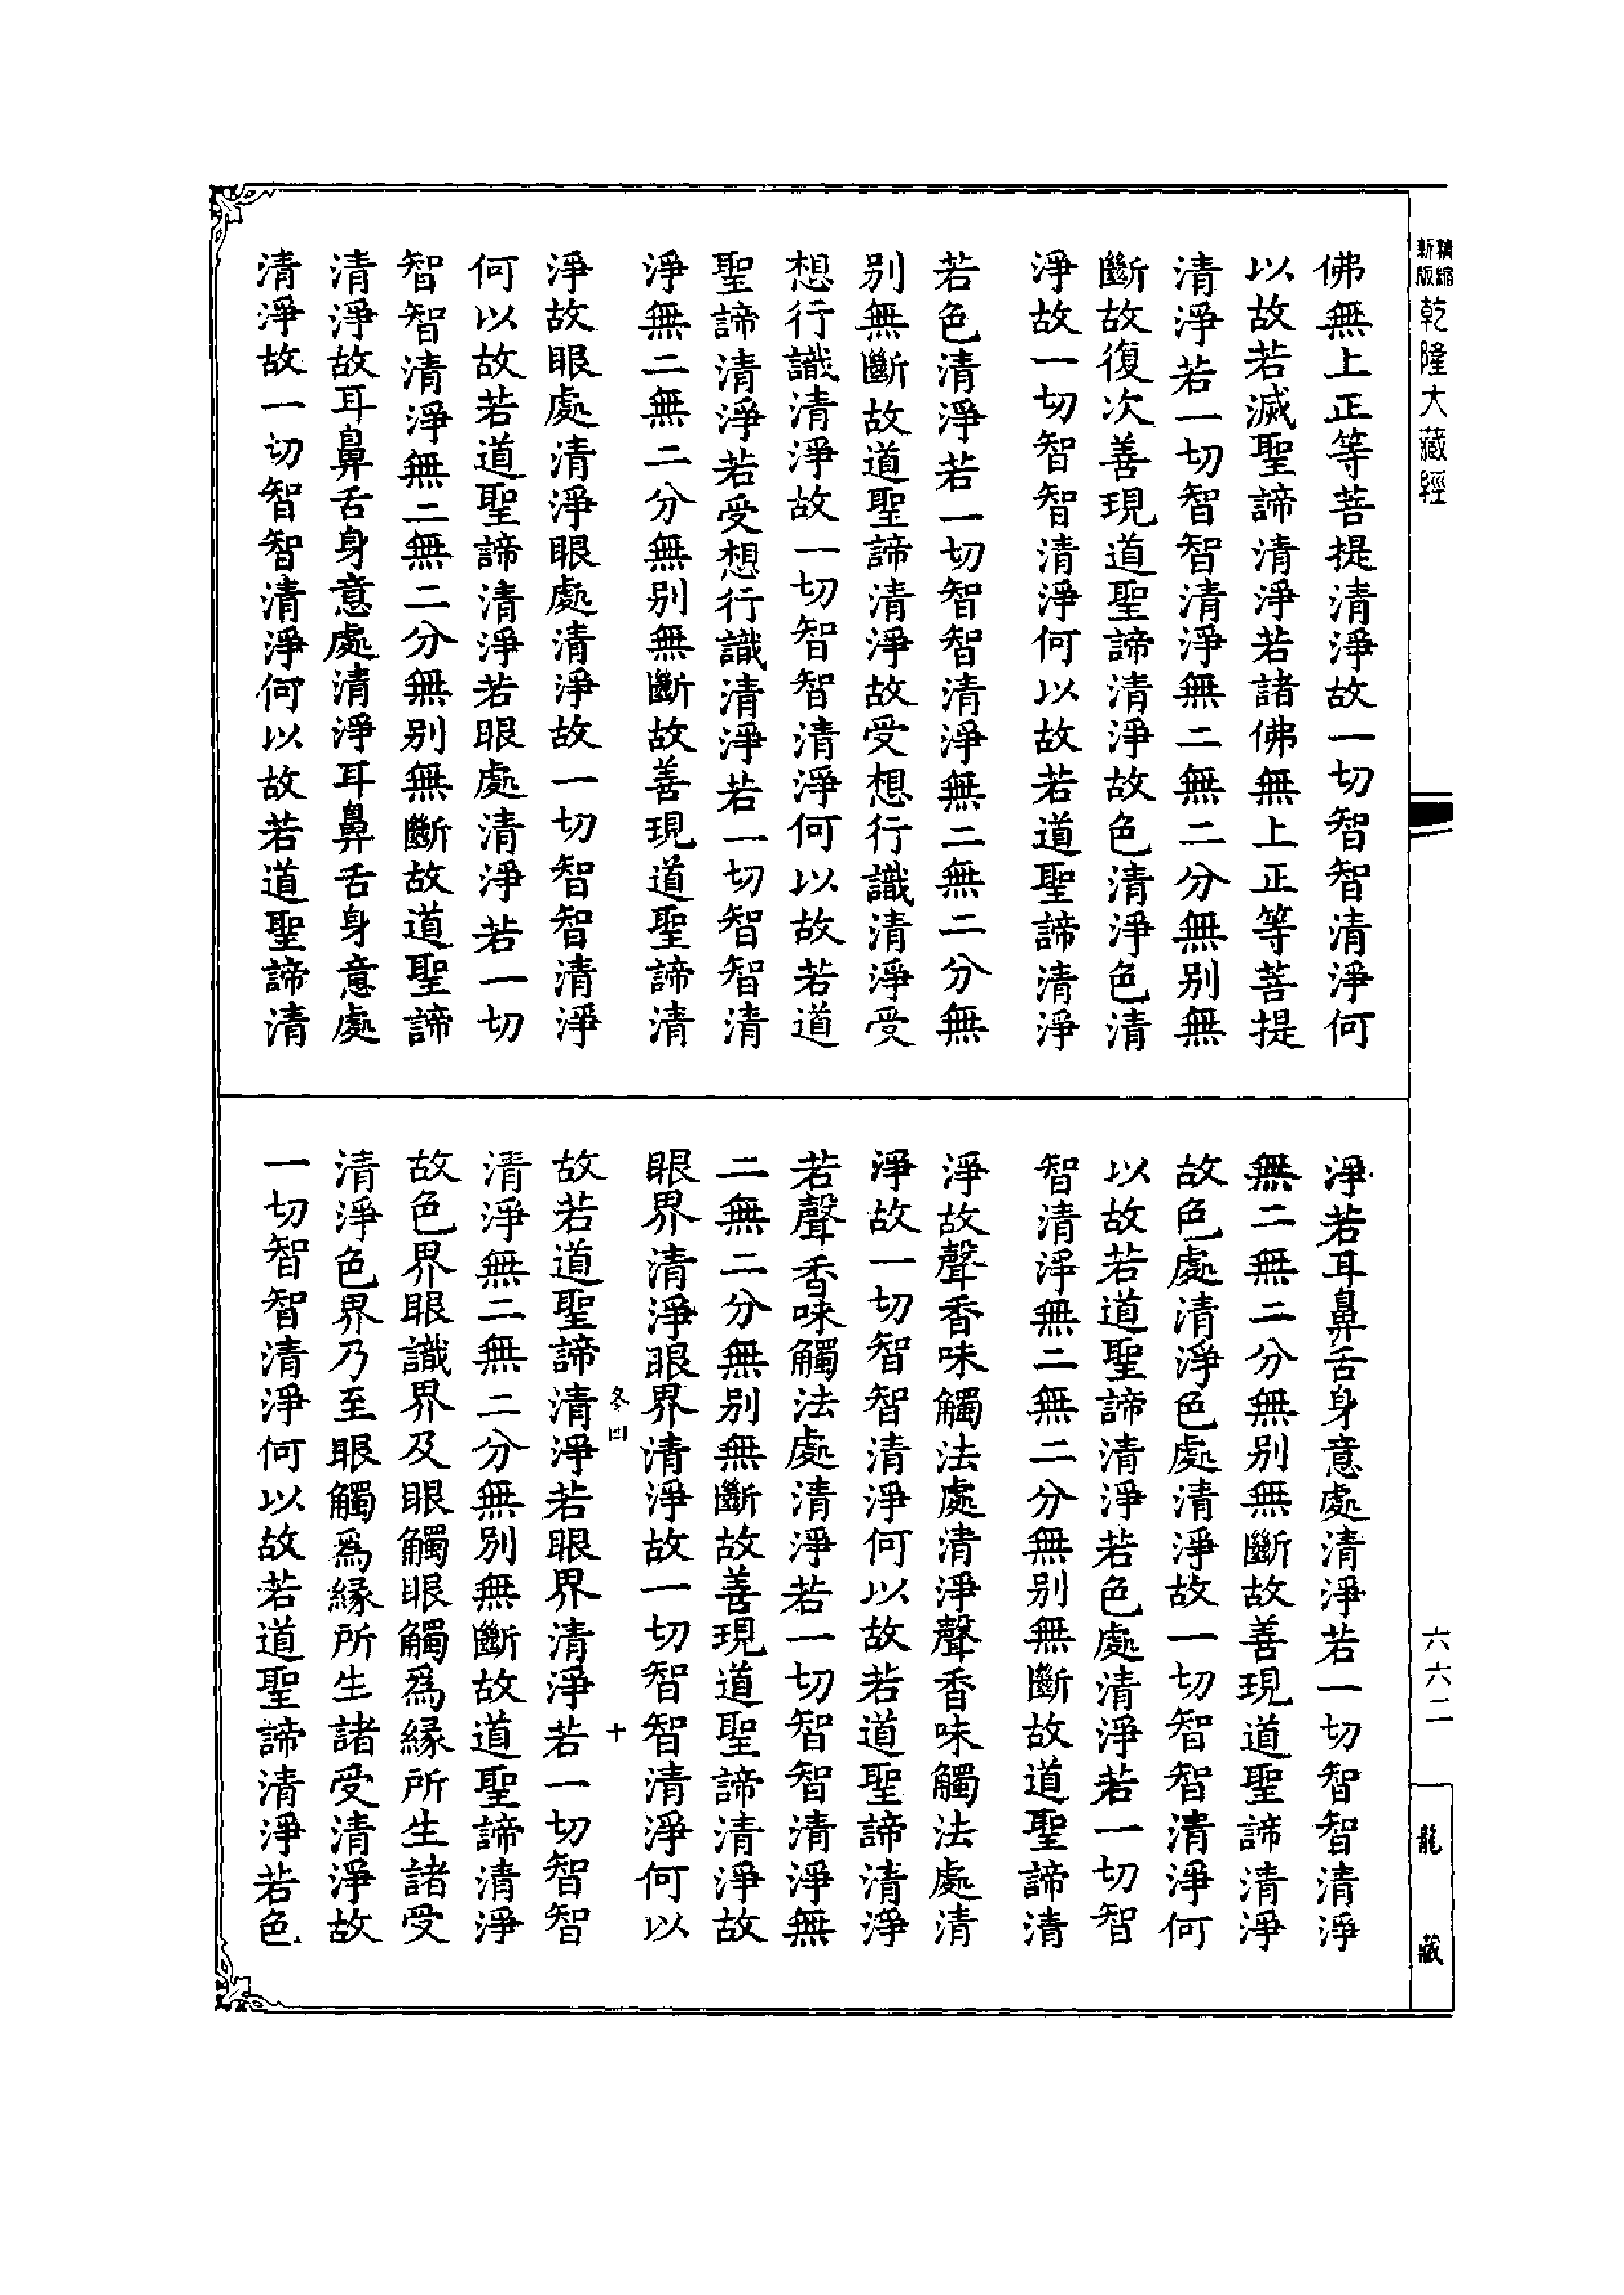 精縮
新版
乾隆大藏經
佛無上正等菩提清淨故一切智智清淨何
以故若滅聖諦清淨若諸佛無上正等菩提
清淨若一切智智清淨無二無二分無别無
斷故復次善現道聖諦清淨故色清淨色清
淨故一切智智清淨何以故若道聖諦清淨
若色清淨若一切智智清淨無二無二分無
别無斷故道聖諦清淨故受想行識清淨受
想行識清淨故一切智智清淨何以故若道
聖諦清淨若受想行識清淨若一切智智清
淨無二無二分無别無斷故善現道聖諦清
淨故眼處清淨眼處清淨故一切智智清淨
何以故若道聖諦清淨若眼處清淨若一切
智智清淨無二無二分無别無斷故道聖諦
清淨故耳鼻舌身意處清淨耳鼻舌身意處
清淨故一切智智清淨何以故若道聖諦清
淨若耳鼻舌身意處清淨若一切智智清淨
無二無二分無别無斷故善現道聖諦清淨
故色處清淨色處清淨故一切智智清淨何
以故若道聖諦清淨若色處清淨若一切智
智清淨無二無二分無别無斷故道聖諦清
淨故聲香味觸法處清淨聲香味觸法處清
淨故一切智智清淨何以故若道聖諦清淨
若聲香味觸法處清淨若一切智智清淨無
二無二分無别無斷故善現道聖諦清淨故
眼界清淨眼界清淨故一切智智清淨何以
冬四 十
故若道聖諦清淨若眼界清淨若一切智智
清淨無二無二分無别無斷故道聖諦清淨
故色界眼識界及眼觸眼觸爲緣所生諸受
清淨色界乃至眼觸爲緣所生諸受清淨故
一切智智清淨何以故若道聖諦清淨若色
六六二
龍藏